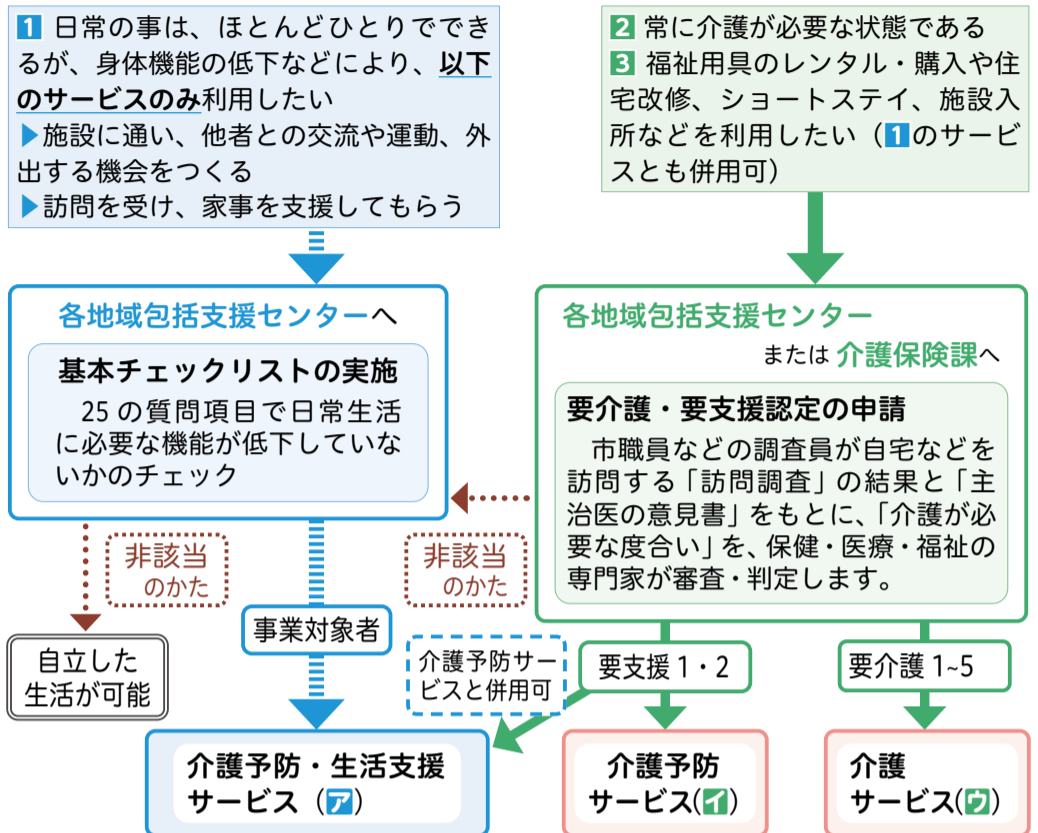 1 日常の事は、ほとんどひとりででき
るが、身体機能の低下などにより、以下
のサービスのみ利用したい
▶施設に通い、他者との交流や運動、外
出する機会をつくる
▶訪問を受け、家事を支援してもらう
2 常に介護が必要な状態である
3 福祉用具のレンタル・購入や住
宅改修、ショートステイ、施設入
所などを利用したい（1のサービ
スとも併用可）
各地域包括支援センターへ
基本チェックリストの実施
25の質問項目で日常生活
に必要な機能が低下していな
いかのチェック
各地域包括支援センター
または 介護保険課へ
要介護・要支援認定の申請
市職員などの調査員が自宅などを
訪問する「訪問調査」の結果と「主
治医の意見書」をもとに、「介護が必
要な度合い」を、保健・医療・福祉の
専門家が審査・判定します。
非該当
のかた
非該当
のかた
事業対象者
自立した
生活が可能
介護予防サー
ビスと併用可
要支援1・2
要介護1~5
介護予防・生活支援
サービス（ア）
介護予防
サービス(イ)
介護
サービス(ウ)